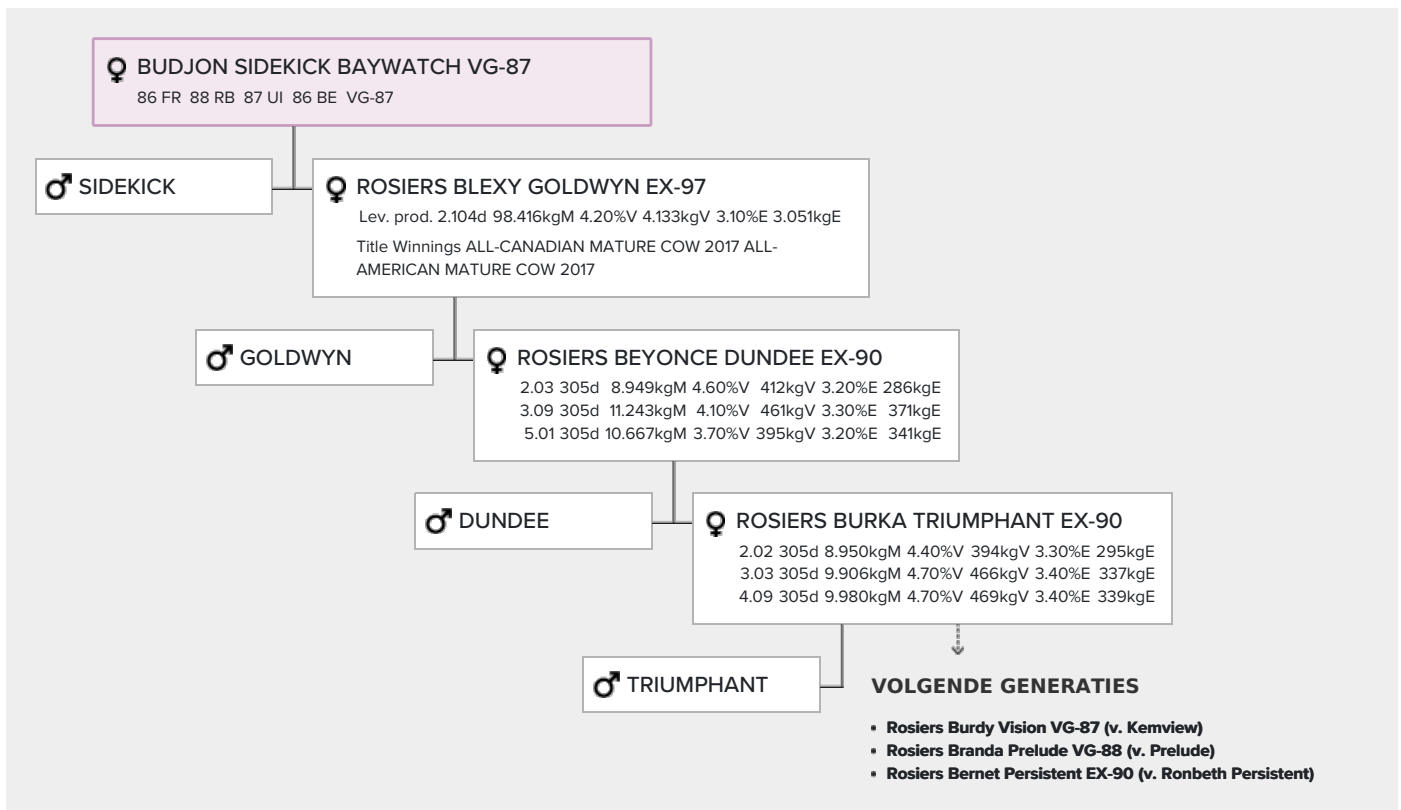 BUDJON SIDEKICK BAYWATCH VG-87
86 FR 88 RB 87 UI 86 BE VG-87
SIDEKICK
ROSIERS BLEXY GOLDWYN EX-97
Lev. prod. 2.104d 98.416kgM 4.20%V 4.133kgV 3.10%E 3.051kgE
Title Winnings ALL-CANADIAN MATURE COW 2017 ALL-
AMERICAN MATURE COW 2017
GOLDWYN
ROSIERS BEYONCE DUNDEE EX-90
2.03 305d 8.949kgM 4.60%V 412kgV 3.20%E 286kgE
3.09 305d 11.243kgM 4.10%V 461kgV 3.30%E 371kgE
5.01 305d 10.667kgM 3.70%V 395kgV 3.20%E 341kgE
DUNDEE
ROSIERS BURKA TRIUMPHANT EX-90
2.02 305d 8.950kgM 4.40%V 394kgV 3.30%E 295kgE
3.03 305d 9.906kgM 4.70%V 466kgV 3.40%E 337kgE
4.09 305d 9.980kgM 4.70%V 469kgV 3.40%E 339kgE
TRIUMPHANT
VOLGENDE GENERATIES
• Rosiers Burdy Vision VG-87 (v. Kemview)
• Rosiers Branda Prelude VG-88 (v. Prelude)
• Rosiers Bernet Persistent EX-90 (v. Ronbeth Persistent)